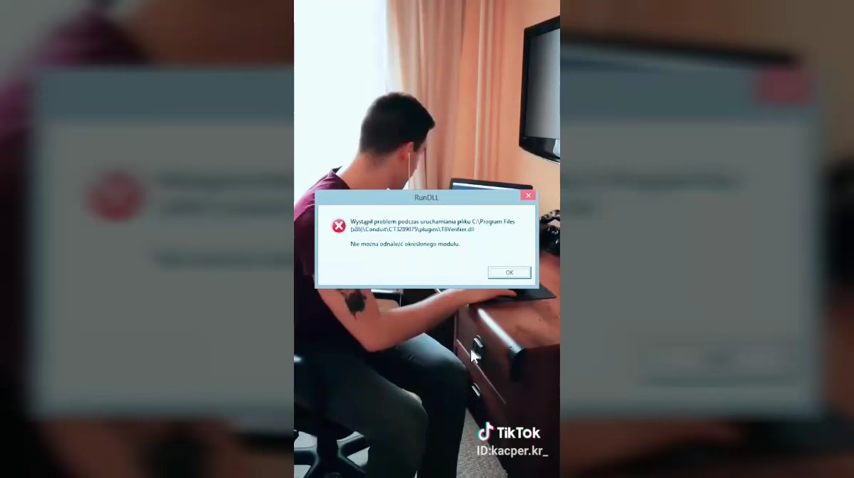 RunDLL
Wystąpił problem podczas uruchamiania pliku C:\Program Files
(x86)\Conduit\CT3289075\plugins\TBVerifier.dll
Nie można odnaleźć określonego modułu.
OK
TikTok
ID:kacper.kr_